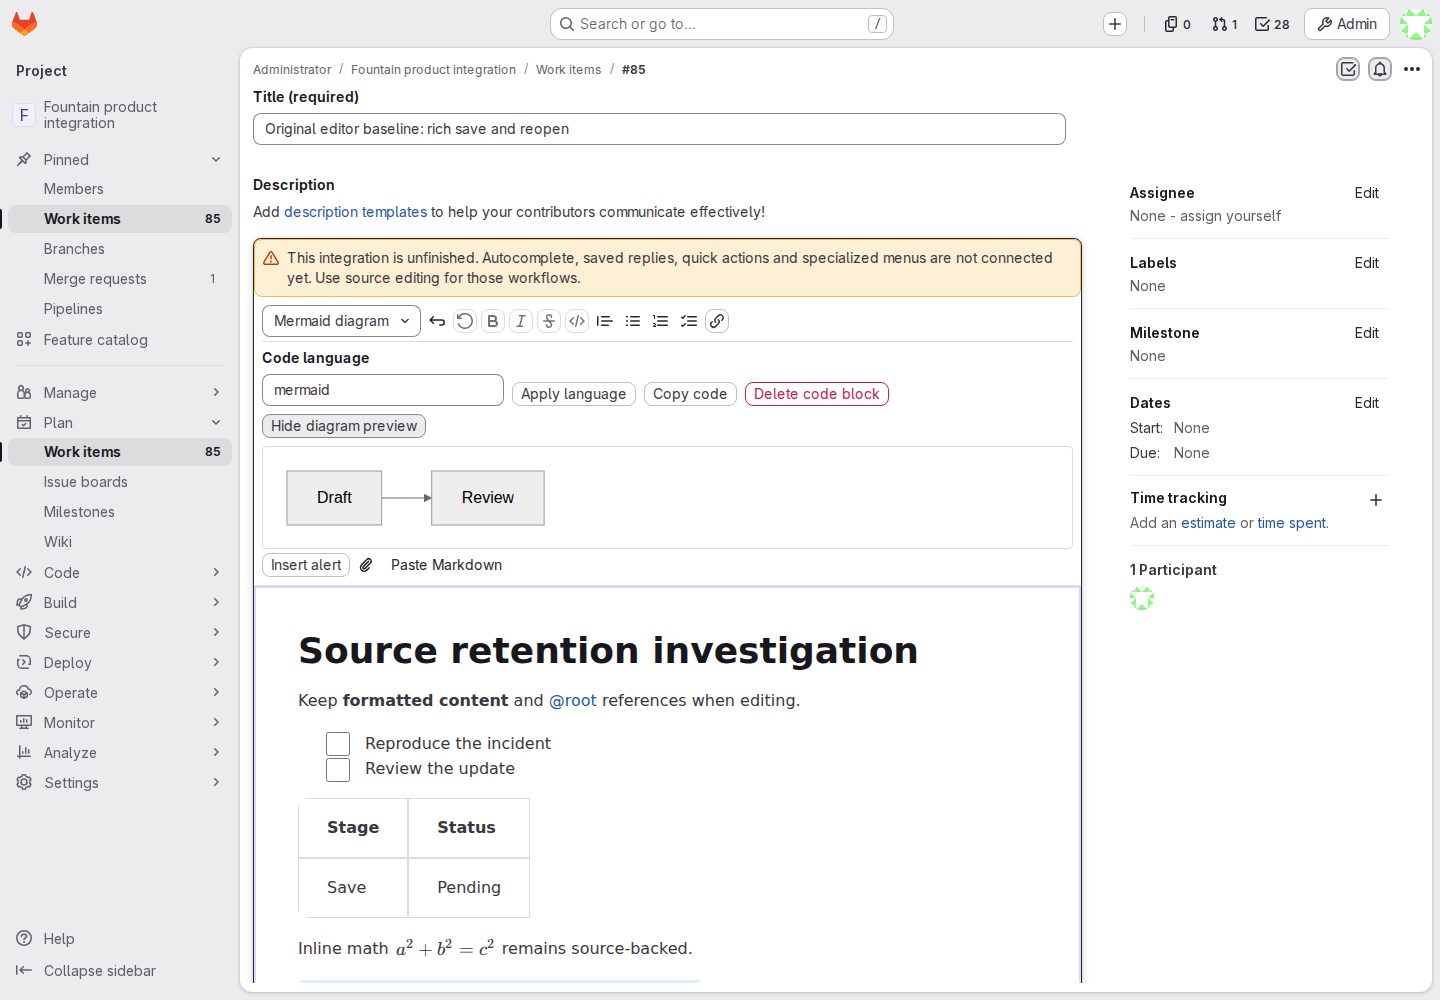 Search or go to...
/
0
1
28
Admin
Project
F
Fountain product
integration
Pinned
Members
Work items 85
Branches
Merge requests 1
Pipelines
Feature catalog
Manage
Plan
Work items 85
Issue boards
Milestones
Wiki
Code
Build
Secure
Deploy
Operate
Monitor
Analyze
Settings
Help
Collapse sidebar
Administrator / Fountain product integration / Work items / #85
Title (required)
Original editor baseline: rich save and reopen
Description
Add description templates to help your contributors communicate effectively!
This integration is unfinished. Autocomplete, saved replies, quick actions and specialized menus are not connected
yet. Use source editing for those workflows.
Mermaid diagram
Code language
mermaid
Apply language
Copy code
Delete code block
Hide diagram preview
Draft
Review
Insert alert
Paste Markdown
Source retention investigation
Keep formatted content and @root references when editing.
Reproduce the incident
Review the update
Stage Status
Save Pending
Inline math a² + b² = c² remains source-backed.
Assignee Edit
None - assign yourself
Labels Edit
None
Milestone Edit
None
Dates Edit
Start: None
Due: None
Time tracking
Add an estimate or time spent.
1 Participant